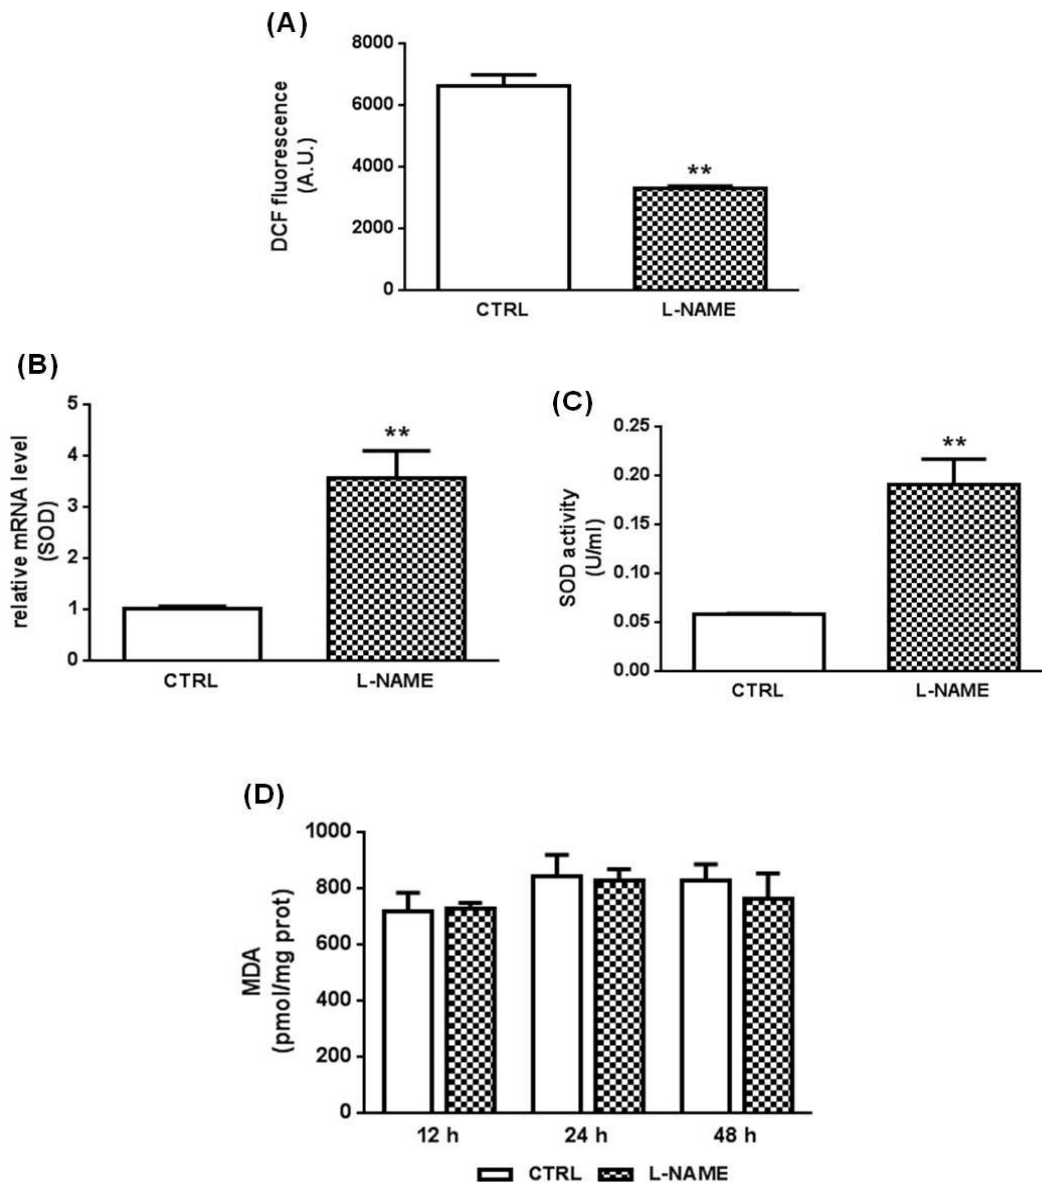 (A)
DCF fluorescence
(A.U.)
8000
6000
4000
2000
0
**
CTRL
L-NAME
(B)
relative mRNA level
(SOD)
5
4
3
2
1
0
**
CTRL
L-NAME
(C)
SOD activity
(U/ml)
0.25
0.20
0.15
0.10
0.05
0.00
**
CTRL
L-NAME
(D)
MDA
(pmol/mg prot)
1000
800
600
400
200
0
12 h
24 h
48 h
CTRL
L-NAME